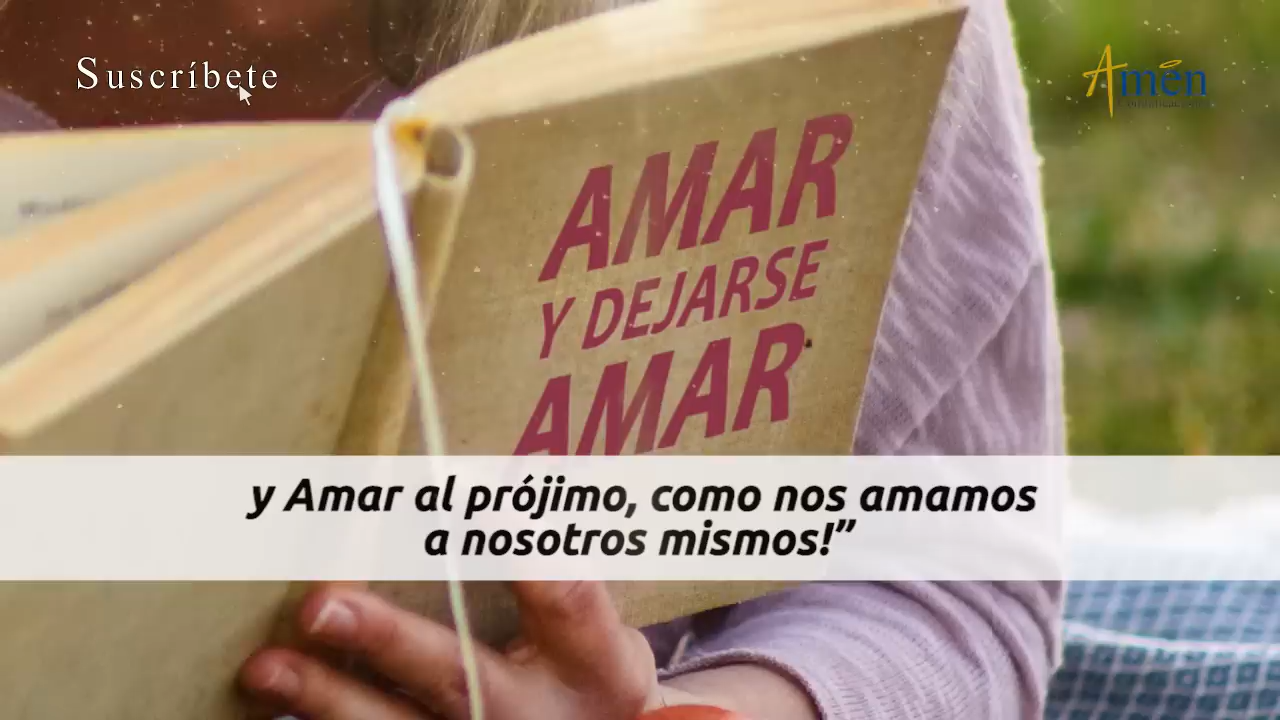 Suscríbete
Amén
AMAR
Y DEJARSE
AMAR
y Amar al prójimo, como nos amamos
a nosotros mismos!”